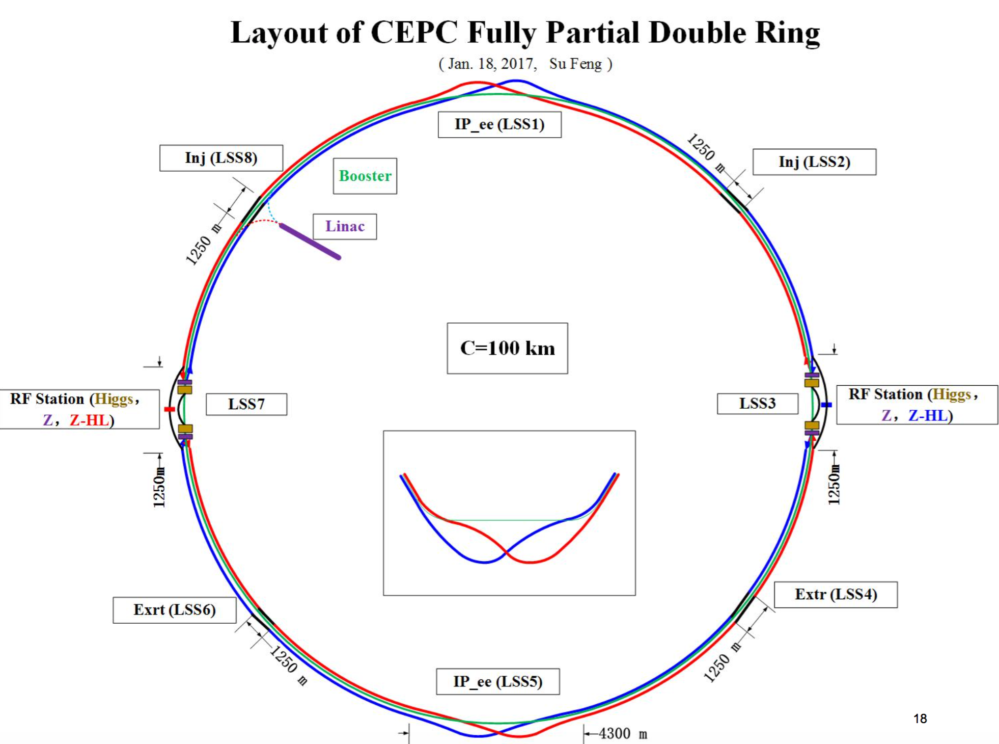 Layout of CEPC Fully Partial Double Ring
( Jan. 18, 2017, Su Feng )
IP_ee (LSS1)
Inj (LSS8)
1250 m
Inj (LSS2)
Booster
1250 m
Linac
C=100 km
RF Station (Higgs,
Z, Z-HL)
LSS7
LSS3
RF Station (Higgs,
Z, Z-HL)
1250m
1250m
Exrt (LSS6)
Extr (LSS4)
1250 m
1250 m
IP_ee (LSS5)
4300 m
18